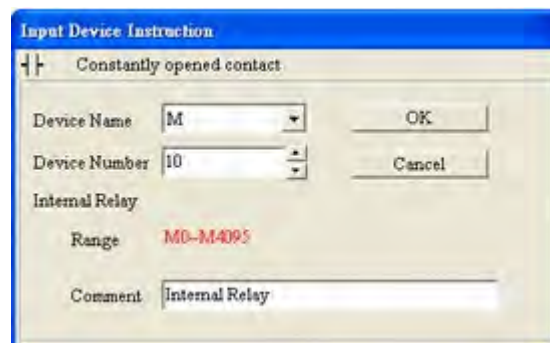 Input Device Instruction
Constantly opened contact
Device Name M OK
Device Number 10 Cancel
Internal Relay
Range M0~M4095
Comment Internal Relay